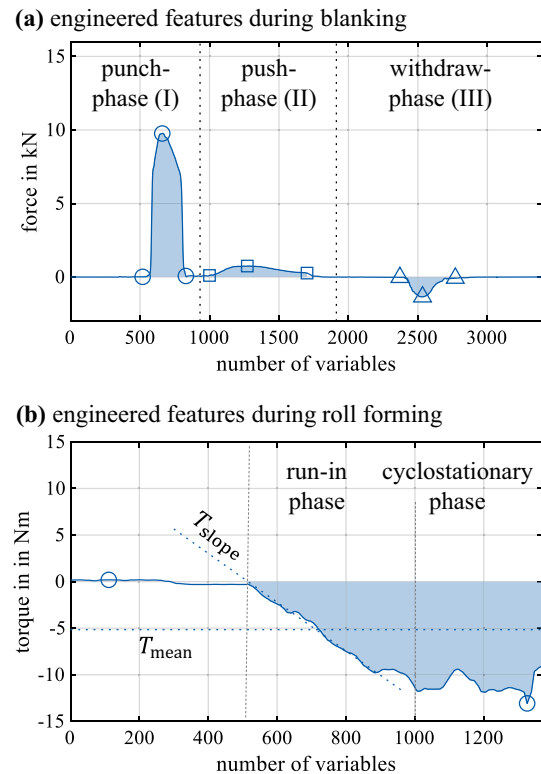 (a) engineered features during blanking
punch-
phase (I)
push-
phase (II)
withdraw-
phase (III)
15
10
5
0
force in kN
0 500 1000 1500 2000 2500 3000
number of variables
(b) engineered features during roll forming
run-in
phase
cyclostationary
phase
15
10
5
0
-5
-10
-15
torque in in Nm
T_slope
T_mean
0 200 400 600 800 1000 1200
number of variables